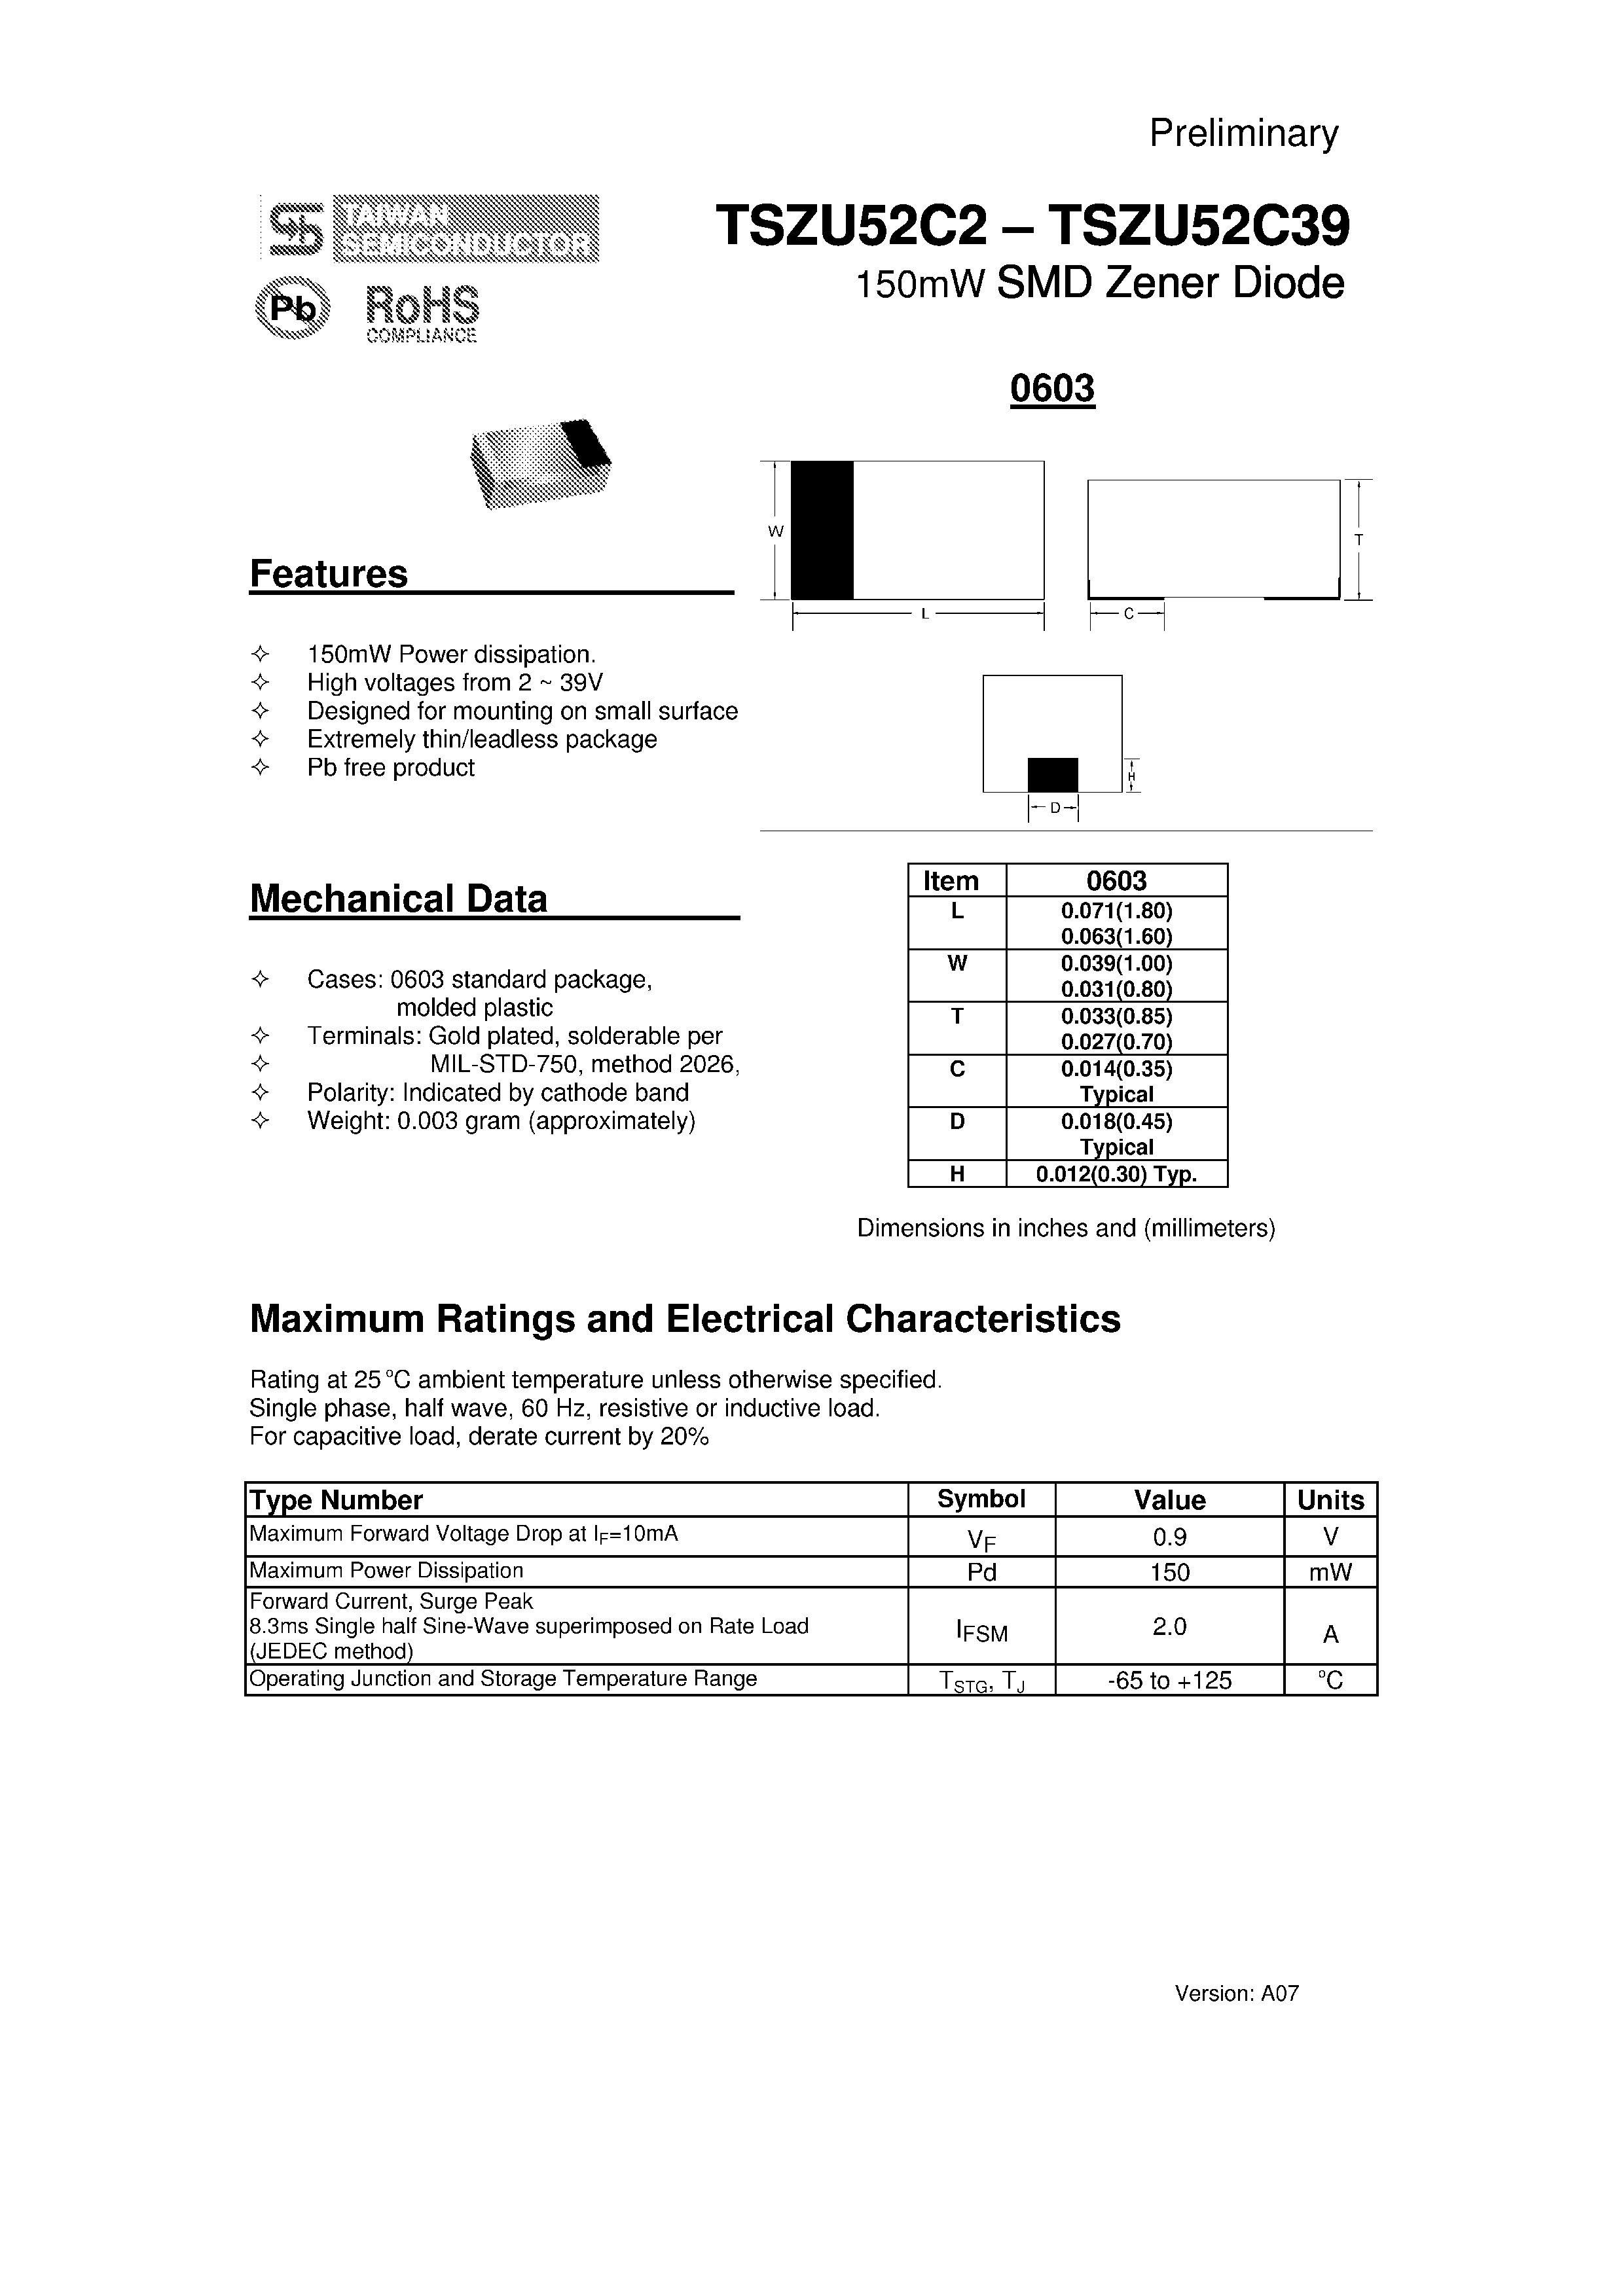 Preliminary
TAIWAN
SEMICONDUCTOR
TSZU52C2 – TSZU52C39
150mW SMD Zener Diode
Pb
RoHS
COMPLIANCE
0603
W
L
C
T
H
D
Features
✧ 150mW Power dissipation.
✧ High voltages from 2 ~ 39V
✧ Designed for mounting on small surface
✧ Extremely thin/leadless package
✧ Pb free product
Mechanical Data
✧ Cases: 0603 standard package,
molded plastic
✧ Terminals: Gold plated, solderable per
✧ MIL-STD-750, method 2026,
✧ Polarity: Indicated by cathode band
✧ Weight: 0.003 gram (approximately)
Item 0603
L 0.071(1.80)
0.063(1.60)
W 0.039(1.00)
0.031(0.80)
T 0.033(0.85)
0.027(0.70)
C 0.014(0.35)
Typical
D 0.018(0.45)
Typical
H 0.012(0.30) Typ.
Dimensions in inches and (millimeters)
Maximum Ratings and Electrical Characteristics
Rating at 25 °C ambient temperature unless otherwise specified.
Single phase, half wave, 60 Hz, resistive or inductive load.
For capacitive load, derate current by 20%
Type Number Symbol Value Units
Maximum Forward Voltage Drop at IF=10mA VF 0.9 V
Maximum Power Dissipation Pd 150 mW
Forward Current, Surge Peak
8.3ms Single half Sine-Wave superimposed on Rate Load
(JEDEC method) IFSM 2.0 A
Operating Junction and Storage Temperature Range TSTG, TJ -65 to +125 °C
Version: A07